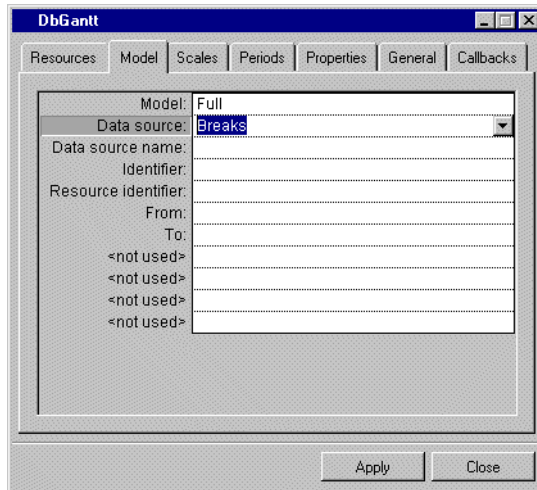 DbGantt
Resources Model Scales Periods Properties General Callbacks
Model: Full
Data source: Breaks
Data source name:
Identifier:
Resource identifier:
From:
To:
<not used>
<not used>
<not used>
<not used>
Apply Close